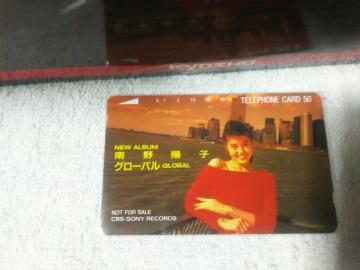 KYOSHO
TELEPHONE CARD 50
NEW ALBUM
南野陽子
グローバル GLOBAL
NOT FOR SALE
CBS/SONY RECORDS